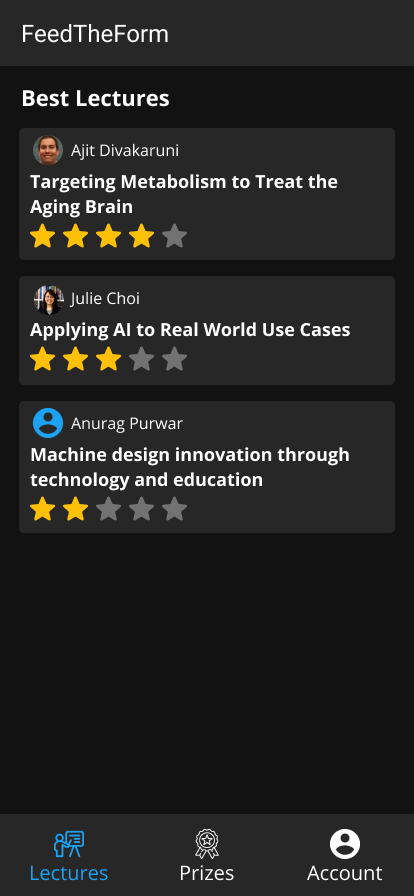 FeedTheForm
Best Lectures
Ajit Divakaruni
Targeting Metabolism to Treat the
Aging Brain
Julie Choi
Applying AI to Real World Use Cases
Anurag Purwar
Machine design innovation through
technology and education
Lectures
Prizes
Account